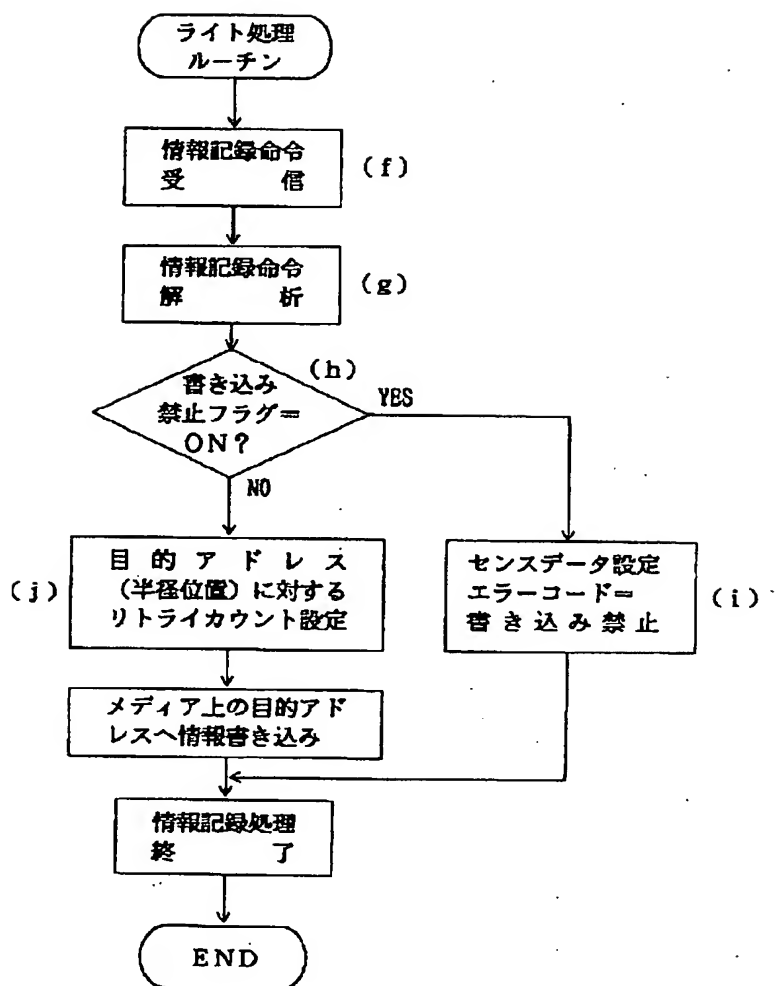 ライト処理
ルーチン
情報記録命令
受 信
(f)
情報記録命令
解 析
(g)
(h)
書き込み
禁止フラグ=
ON?
YES
NO
(j)
目的アドレス
(半径位置)に対する
リトライカウント設定
センスデータ設定
エラーコード=
書き込み禁止
(i)
メディア上の目的アド
レスへ情報書き込み
情報記録処理
終 了
END